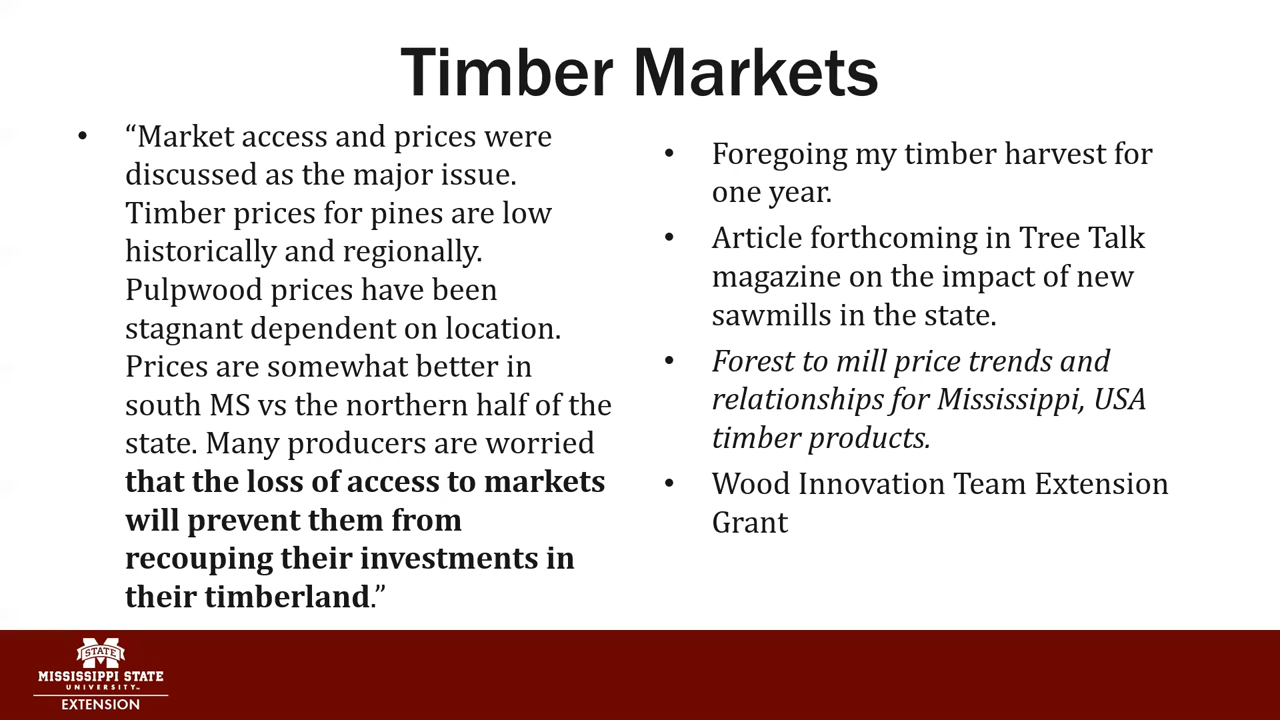 Timber Markets
• “Market access and prices were
discussed as the major issue.
Timber prices for pines are low
historically and regionally.
Pulpwood prices have been
stagnant dependent on location.
Prices are somewhat better in
south MS vs the northern half of the
state. Many producers are worried
that the loss of access to markets
will prevent them from
recouping their investments in
their timberland.”
• Foregoing my timber harvest for
one year.
• Article forthcoming in Tree Talk
magazine on the impact of new
sawmills in the state.
• Forest to mill price trends and
relationships for Mississippi, USA
timber products.
• Wood Innovation Team Extension
Grant
STATE
MISSISSIPPI STATE
UNIVERSITY™
EXTENSION